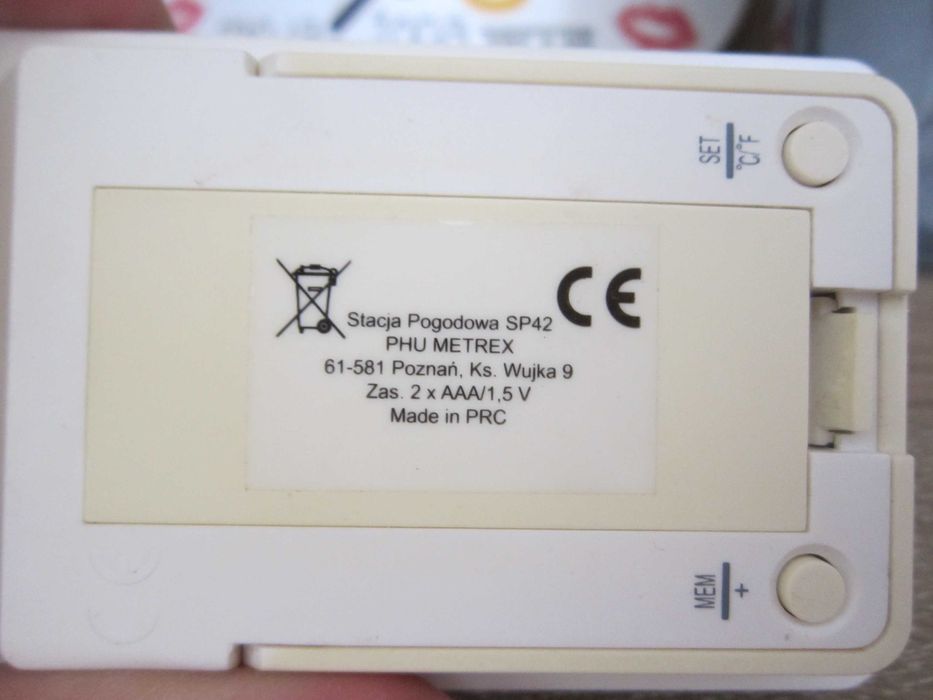 SET
°C/°F
CE
Stacja Pogodowa SP42
PHU METREX
61-581 Poznań, Ks. Wujka 9
Zas. 2 x AAA/1,5 V
Made in PRC
MEM
+